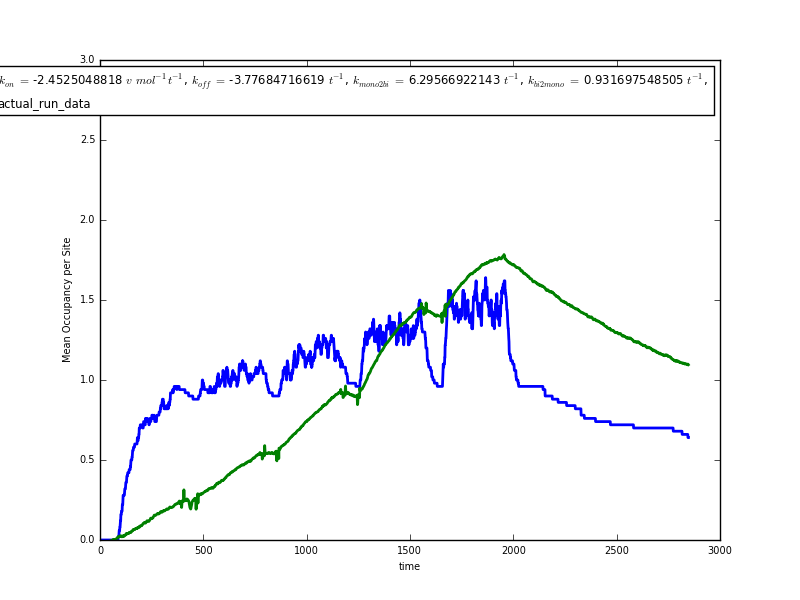 3.0
k_on = -2.4525048818 v mol^−1 t^−1, k_off = -3.77684716619 t^−1, k_mono2bi = 6.29566922143 t^−1, k_bi2mono = 0.931697548505 t^−1,
actual_run_data
2.5
2.0
1.5
1.0
0.5
0.0
Mean Occupancy per Site
0 500 1000 1500 2000 2500 3000
time